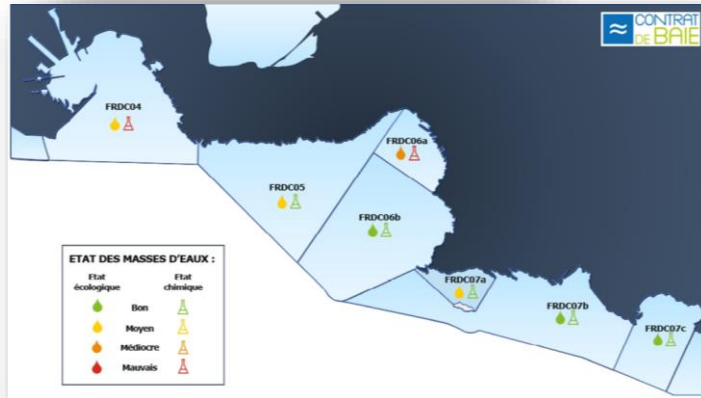 CONTRAT
DE BAIE
FRDC04
FRDC06a
FRDC05
FRDC06b
FRDC07a
FRDC07b
FRDC07c
ETAT DES MASSES D'EAUX :
Etat écologique
Etat chimique
Bon
Moyen
Médiocre
Mauvais